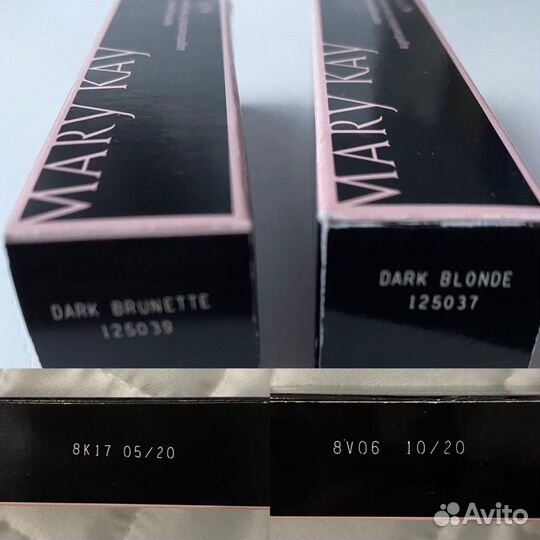 MARY KAY
DARK BRUNETTE
125039
MARY KAY
DARK BLONDE
125037
8K17 05/20
8V06 10/20
Avito